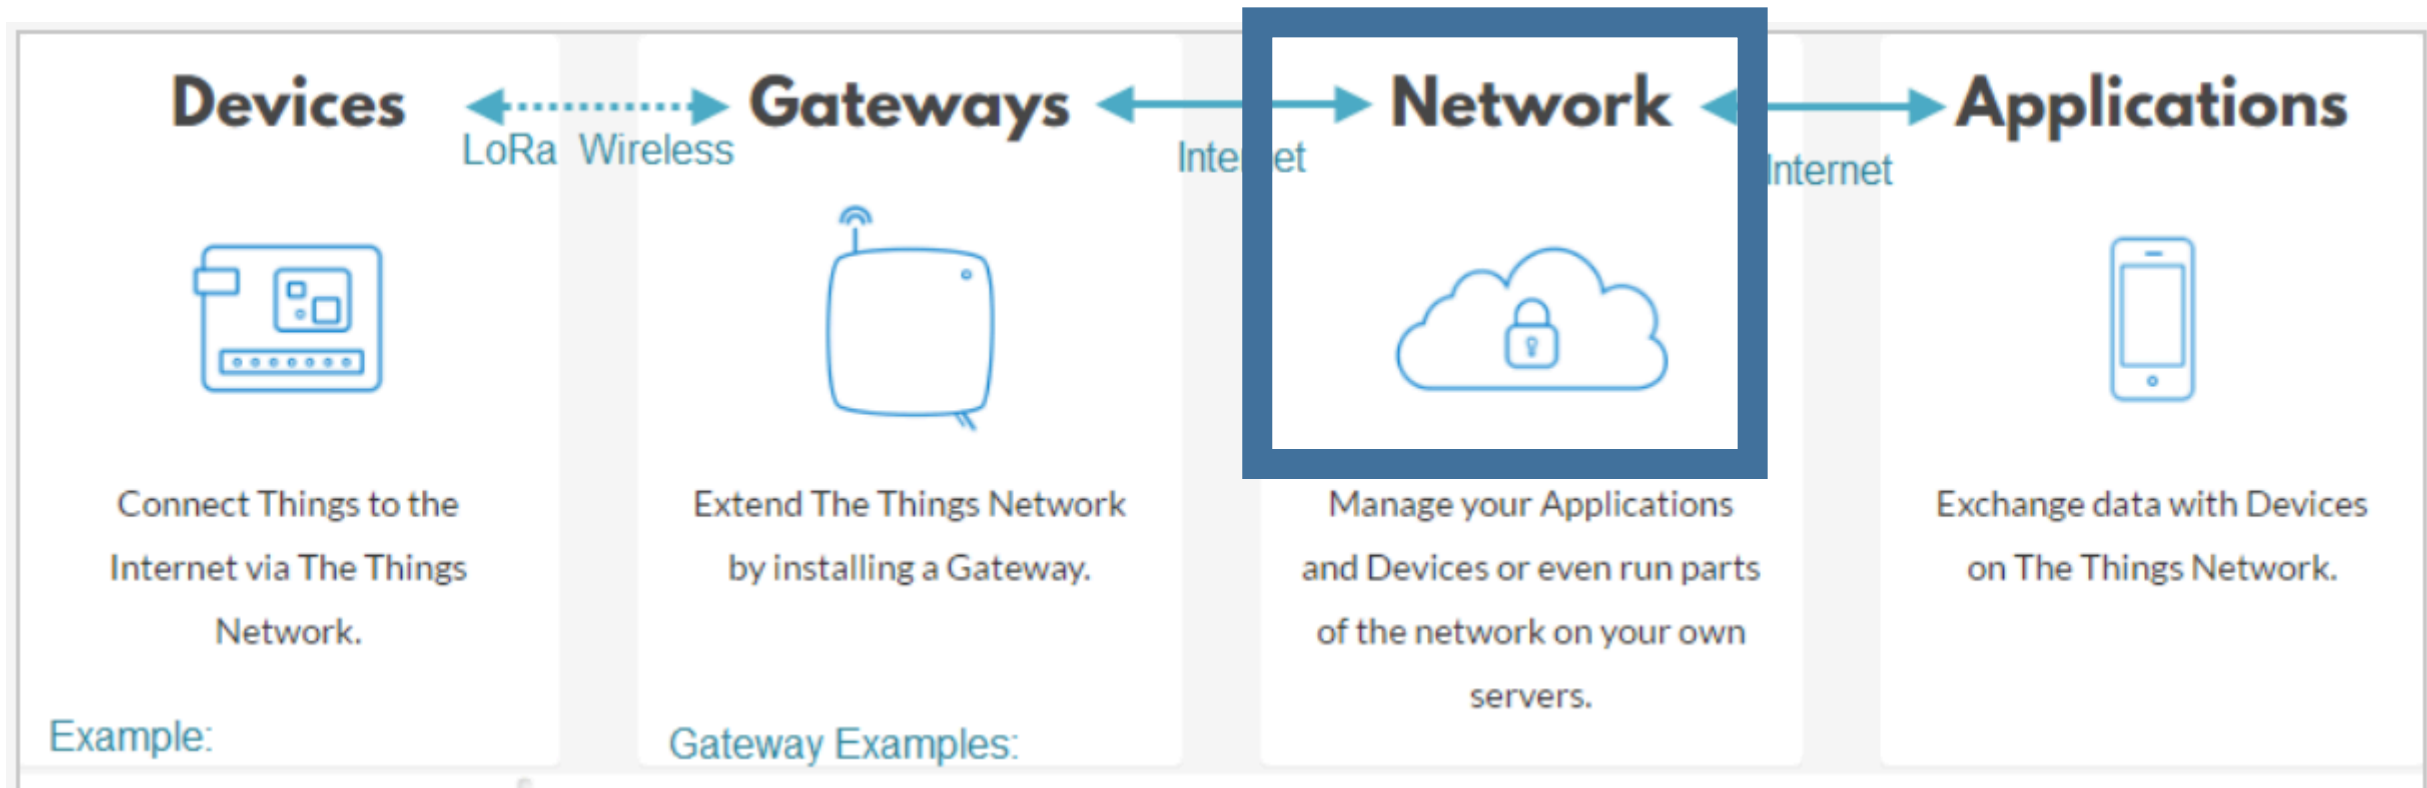 Devices
LoRa Wireless
Gateways
Network
Internet
Applications
Connect Things to the
Internet via The Things
Network.
Extend The Things Network
by installing a Gateway.
Manage your Applications
and Devices or even run parts
of the network on your own
servers.
Exchange data with Devices
on The Things Network.
Example:
Gateway Examples: